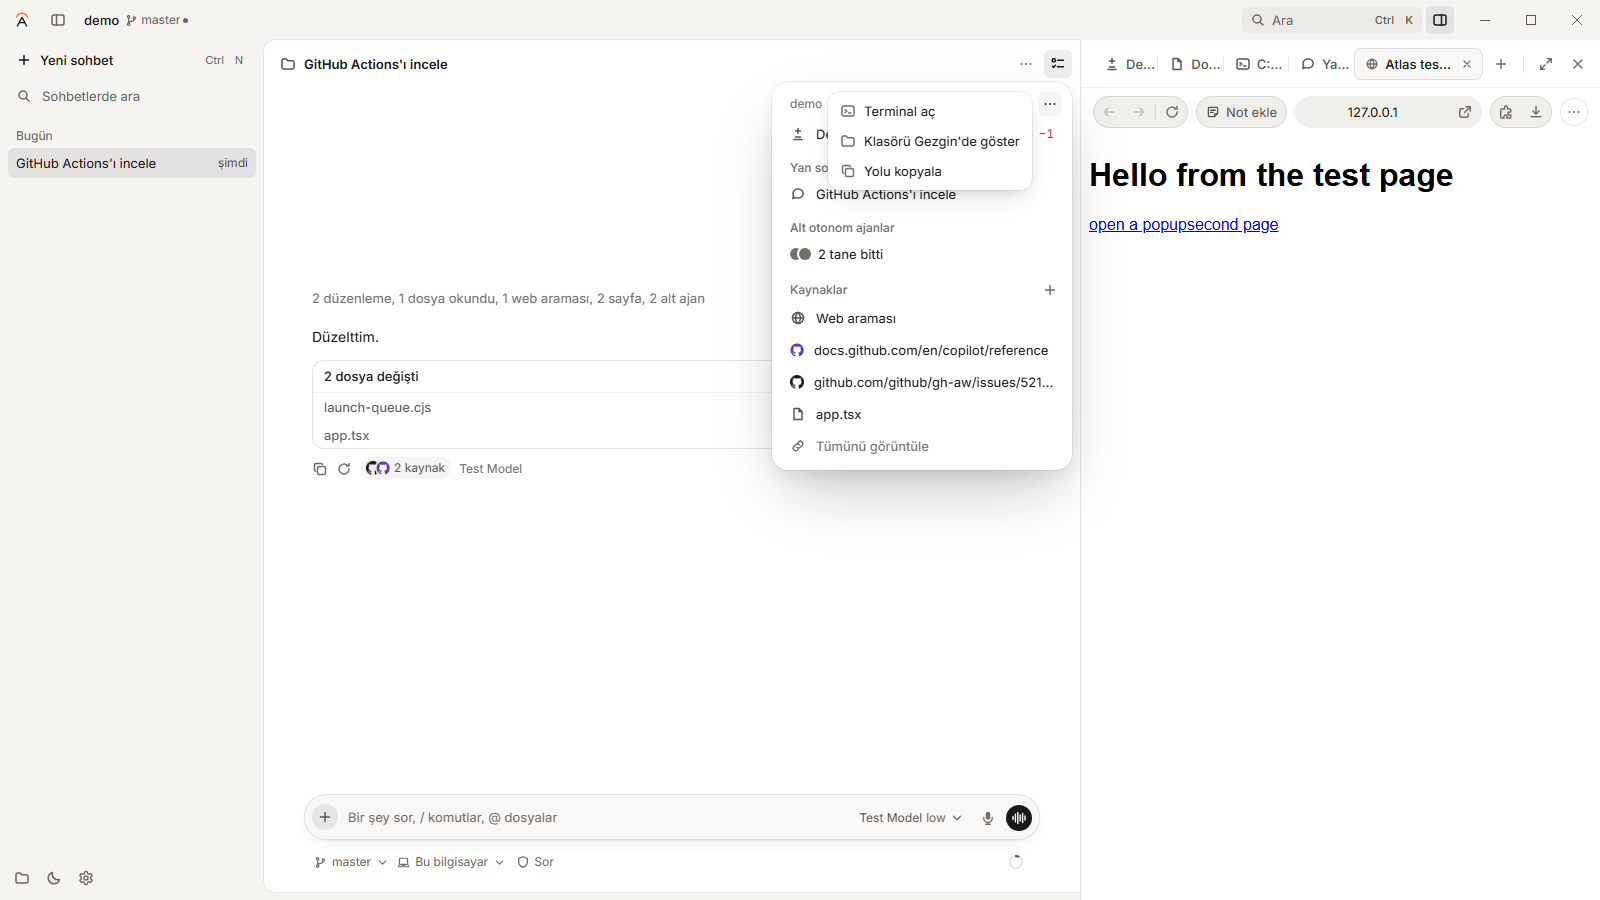 demo master
Ara Ctrl K
Yeni sohbet Ctrl N
Sohbetlerde ara
Bugün
GitHub Actions'ı incele şimdi
GitHub Actions'ı incele
2 düzenleme, 1 dosya okundu, 1 web araması, 2 sayfa, 2 alt ajan
Düzelttim.
2 dosya değişti
launch-queue.cjs
app.tsx
2 kaynak Test Model
demo
De −1
Terminal aç
Klasörü Gezgin'de göster
Yolu kopyala
Yan so
GitHub Actions'ı incele
Alt otonom ajanlar
2 tane bitti
Kaynaklar
Web araması
docs.github.com/en/copilot/reference
github.com/github/gh-aw/issues/521...
app.tsx
Tümünü görüntüle
Bir şey sor, / komutlar, @ dosyalar
Test Model low
master Bu bilgisayar Sor
De... Do... C:... Ya... Atlas tes...
Not ekle 127.0.0.1
Hello from the test page
open a popupsecond page